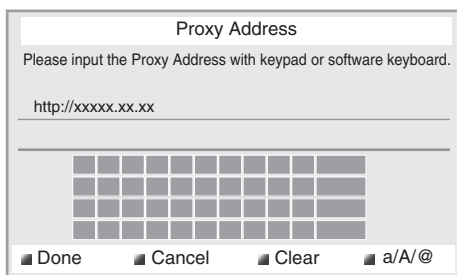 Proxy Address
Please input the Proxy Address with keypad or software keyboard.
http://xxxxx.xx.xx
Done Cancel Clear a/A/@